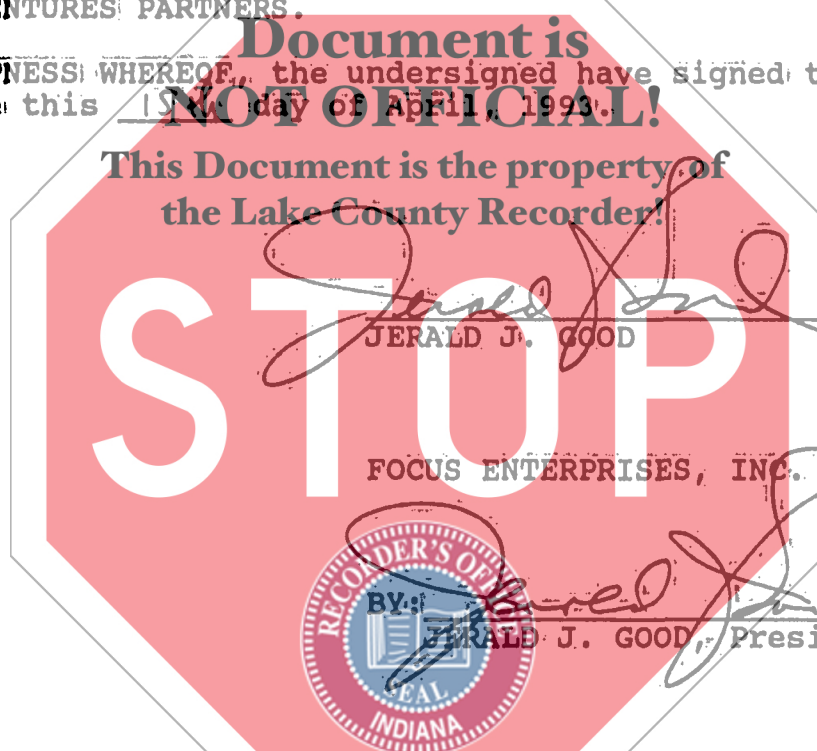 NTURES PARTNERS.
Document is
NESS WHEREOF, the undersigned have signed t
this day of April, 1993.
NOT OFFICIAL!
This Document is the property of
the Lake County Recorder!
STOP
JERALD J. GOOD
FOCUS ENTERPRISES, INC.
RECORDER'S OFFICE
BY:
JERALD J. GOOD, Presi
SEAL
INDIANA